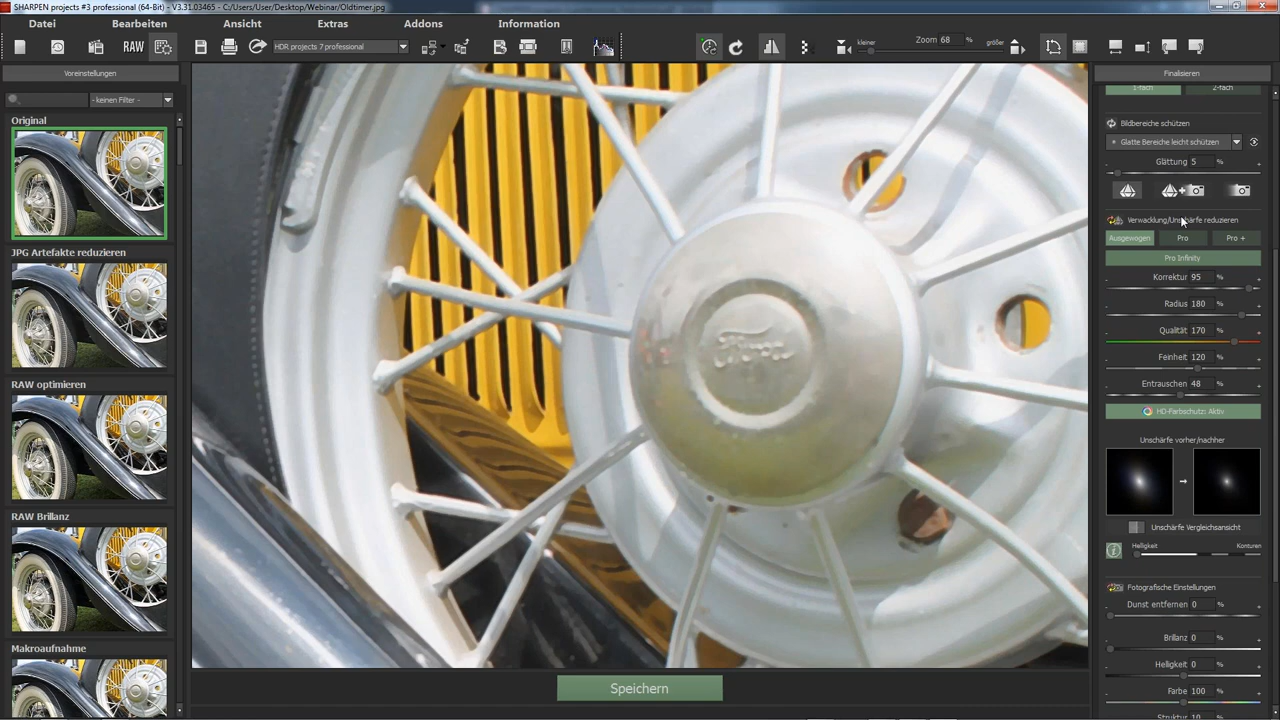 SHARPEN projects #3 professional (64-Bit) - V3.31.03465 - C:/Users/User/Desktop/Webinar/Oldtimer.jpg
Datei Bearbeiten Ansicht Extras Addons Information
RAW HDR projects 7 professional kleiner Zoom 68 % größer
Voreinstellungen
- keinen Filter -
Original
JPG Artefakte reduzieren
RAW optimieren
RAW Brillanz
Makroaufnahme
Ford
Speichern
Finalisieren
1-fach 2-fach
Bildbereiche schützen
Glatte Bereiche leicht schützen
Glättung 5 %
Verwacklung/Unschärfe reduzieren
Ausgewogen Pro Pro +
Pro Infinity
Korrektur 95 %
Radius 180 %
Qualität 170 %
Feinheit 120 %
Entrauschen 48 %
HD-Farbschutz: Aktiv
Unschärfe vorher/nachher
Unschärfe Vergleichsansicht
Helligkeit Konturen
Fotografische Einstellungen
Dunst entfernen 0 %
Brillanz 0 %
Helligkeit 0 %
Farbe 100 %
Struktur 10 %